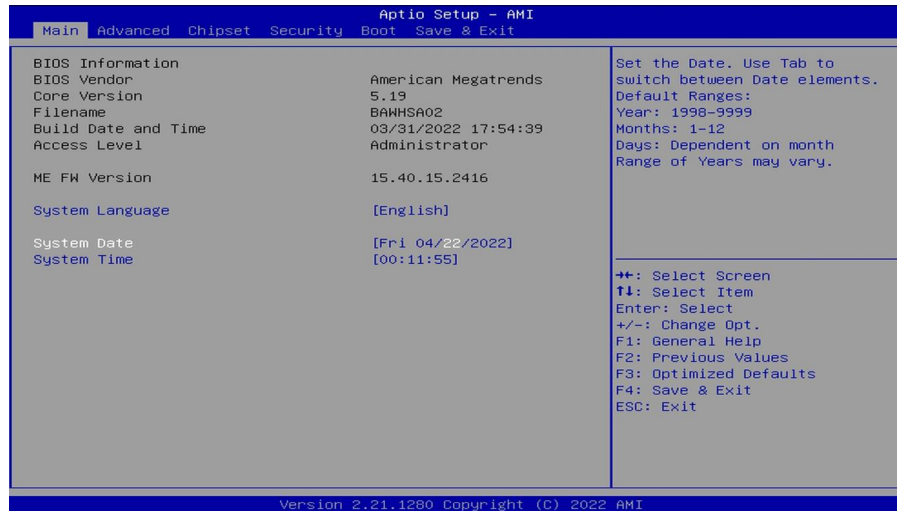 Aptio Setup – AMI
Main Advanced Chipset Security Boot Save & Exit
BIOS Information
BIOS Vendor American Megatrends
Core Version 5.19
Filename BAWHSA02
Build Date and Time 03/31/2022 17:54:39
Access Level Administrator
ME FW Version 15.40.15.2416
System Language [English]
System Date [Fri 04/22/2022]
System Time [00:11:55]
Set the Date. Use Tab to
switch between Date elements.
Default Ranges:
Year: 1998-9999
Months: 1-12
Days: Dependent on month
Range of Years may vary.
→←: Select Screen
↑↓: Select Item
Enter: Select
+/-: Change Opt.
F1: General Help
F2: Previous Values
F3: Optimized Defaults
F4: Save & Exit
ESC: Exit
Version 2.21.1280 Copyright (C) 2022 AMI